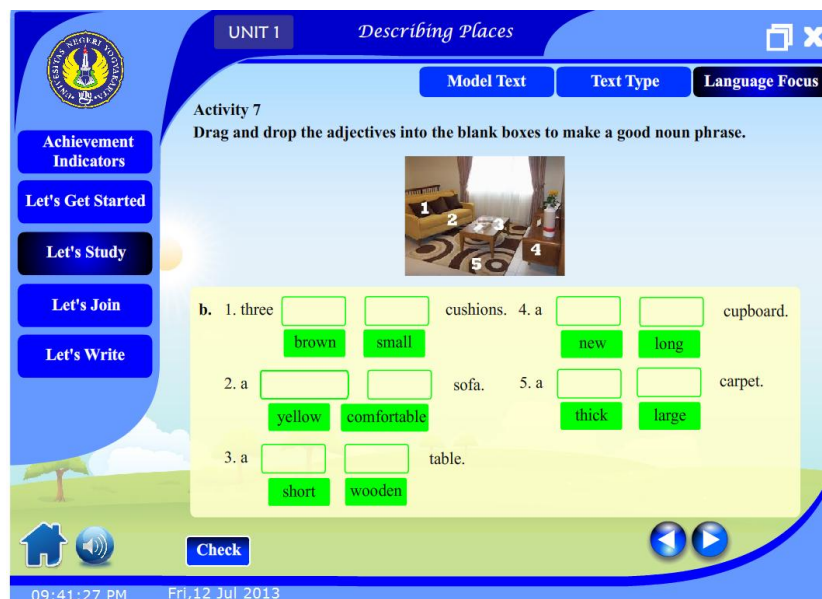 UNIT 1
Describing Places
UNIVERSITAS NEGERI YOGYAKARTA
Model Text
Text Type
Language Focus
Achievement
Indicators
Let's Get Started
Let's Study
Let's Join
Let's Write
Activity 7
Drag and drop the adjectives into the blank boxes to make a good noun phrase.
1
2
3
4
5
b. 1. three cushions.
brown small
2. a sofa.
yellow comfortable
3. a table.
short wooden
4. a cupboard.
new long
5. a carpet.
thick large
Check
09:41:27 PM Fri,12 Jul 2013